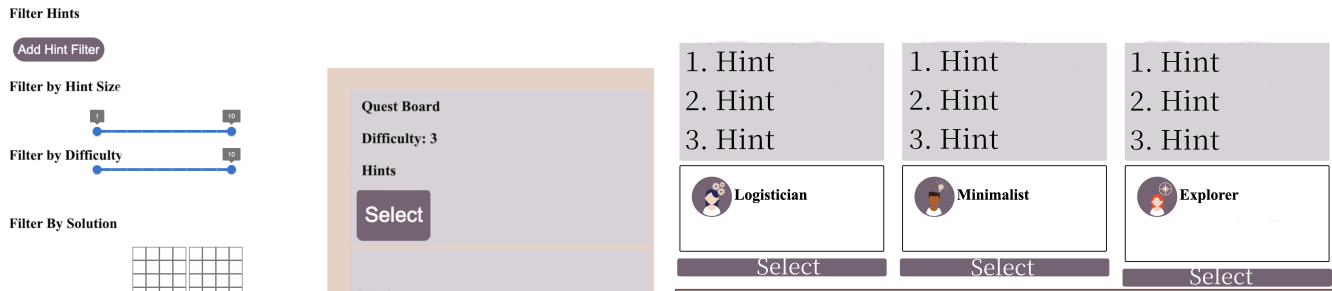 Filter Hints
Add Hint Filter
Filter by Hint Size
1
10
Filter by Difficulty
10
Filter By Solution
Quest Board
Difficulty: 3
Hints
Select
1. Hint
2. Hint
3. Hint
Logistician
Select
1. Hint
2. Hint
3. Hint
Minimalist
Select
1. Hint
2. Hint
3. Hint
Explorer
Select